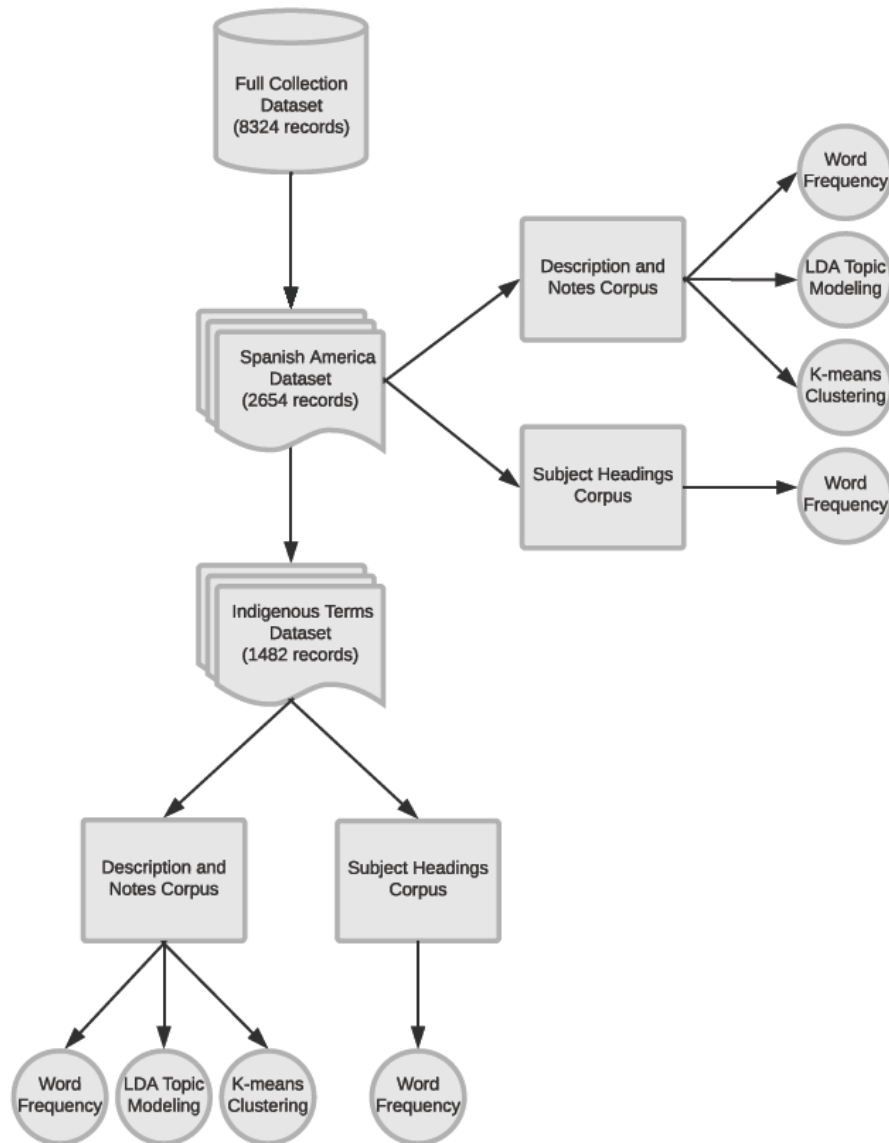 Full Collection
Dataset
(8324 records)
Word
Frequency
Description and
Notes Corpus
LDA Topic
Modeling
Spanish America
Dataset
(2654 records)
K-means
Clustering
Subject Headings
Corpus
Word
Frequency
Indigenous Terms
Dataset
(1482 records)
Description and
Notes Corpus
Subject Headings
Corpus
Word
Frequency
LDA Topic
Modeling
K-means
Clustering
Word
Frequency